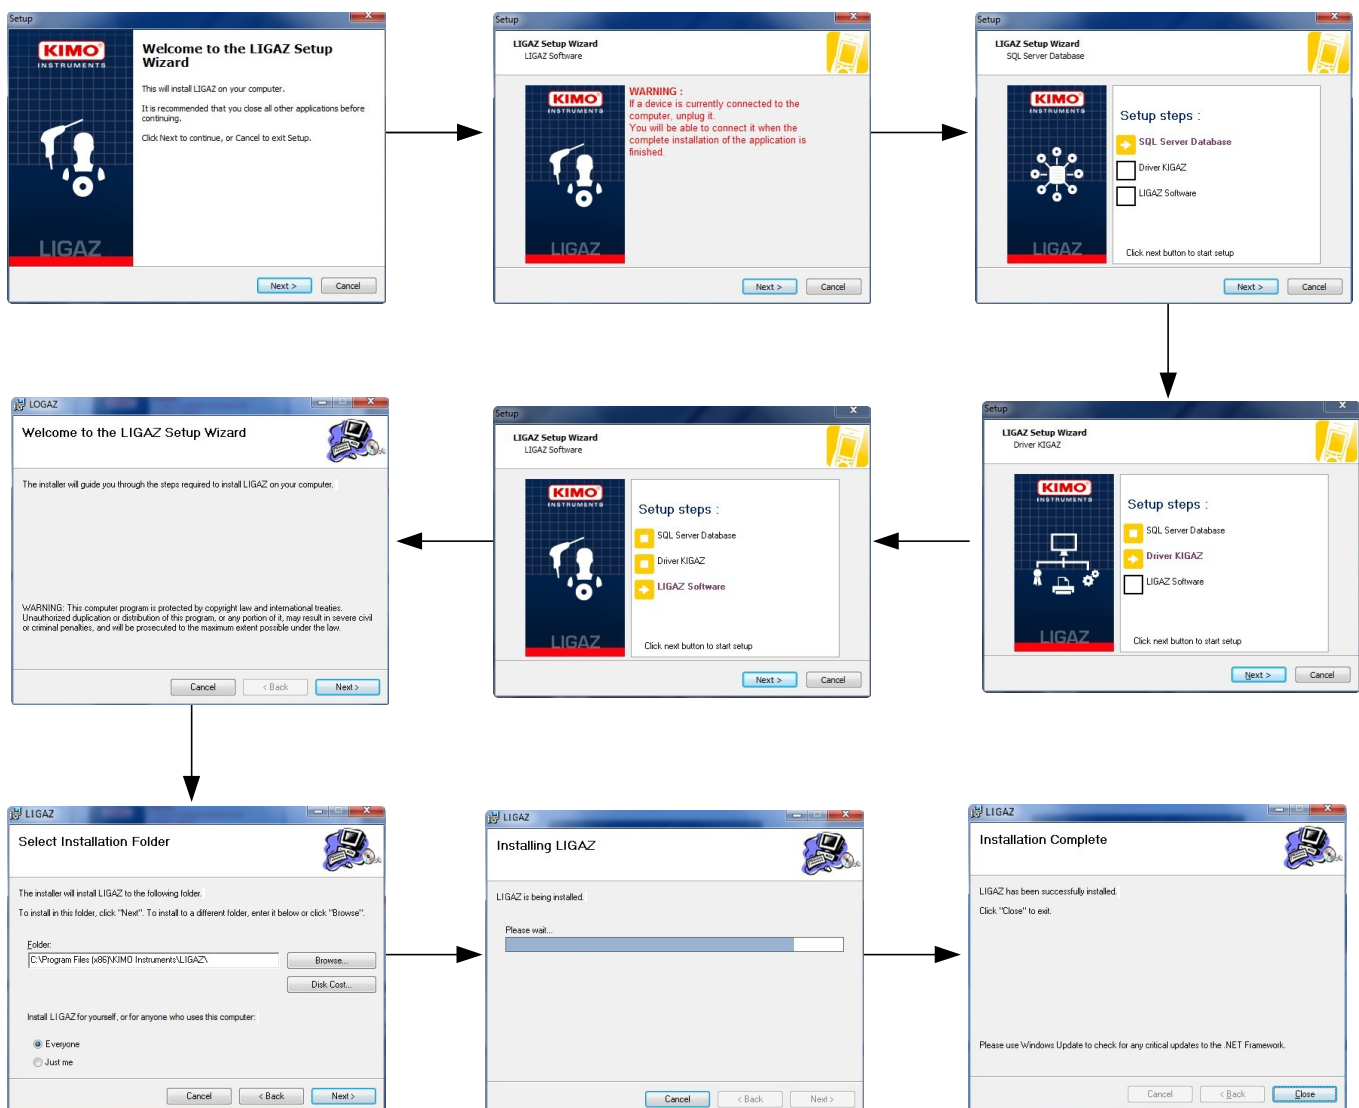 Setup
KIMO
INSTRUMENTS
LIGAZ
Welcome to the LIGAZ Setup
Wizard
This will install LIGAZ on your computer.
It is recommended that you close all other applications before
continuing.
Click Next to continue, or Cancel to exit Setup.
Next >
Cancel
Setup
LIGAZ Setup Wizard
LIGAZ Software
KIMO
INSTRUMENTS
LIGAZ
WARNING :
If a device is currently connected to the
computer, unplug it.
You will be able to connect it when the
complete installation of the application is
finished.
Next >
Cancel
Setup
LIGAZ Setup Wizard
SQL Server Database
KIMO
INSTRUMENTS
LIGAZ
Setup steps :
SQL Server Database
Driver KIGAZ
LIGAZ Software
Click next button to start setup
Next >
Cancel
LOGAZ
Welcome to the LIGAZ Setup Wizard
The installer will guide you through the steps required to install LIGAZ on your computer.
WARNING: This computer program is protected by copyright law and international treaties.
Unauthorized duplication or distribution of this program, or any portion of it, may result in severe civil
or criminal penalties, and will be prosecuted to the maximum extent possible under the law.
Cancel
< Back
Next >
Setup
LIGAZ Setup Wizard
LIGAZ Software
KIMO
INSTRUMENTS
LIGAZ
Setup steps :
SQL Server Database
Driver KIGAZ
LIGAZ Software
Click next button to start setup
Next >
Cancel
Setup
LIGAZ Setup Wizard
Driver KIGAZ
KIMO
INSTRUMENTS
LIGAZ
Setup steps :
SQL Server Database
Driver KIGAZ
LIGAZ Software
Click next button to start setup
Next >
Cancel
LIGAZ
Select Installation Folder
The installer will install LIGAZ to the following folder.
To install in this folder, click "Next". To install to a different folder, enter it below or click "Browse".
Folder:
C:\Program Files (x86)\KIMO Instruments\LIGAZ\
Browse...
Disk Cost...
Install LIGAZ for yourself, or for anyone who uses this computer:
Everyone
Just me
Cancel
< Back
Next >
LIGAZ
Installing LIGAZ
LIGAZ is being installed.
Please wait...
Cancel
< Back
Next >
LIGAZ
Installation Complete
LIGAZ has been successfully installed.
Click "Close" to exit.
Please use Windows Update to check for any critical updates to the .NET Framework.
Cancel
< Back
Close